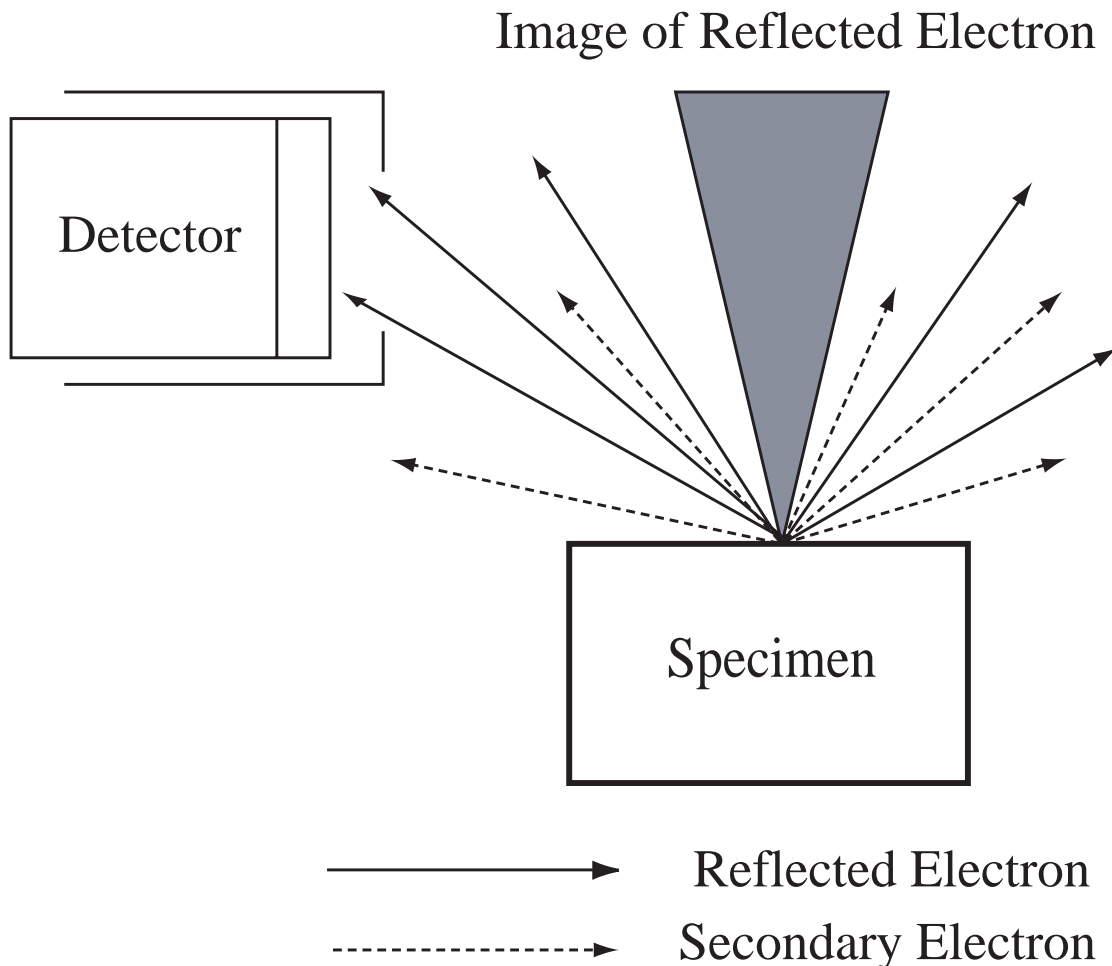 Image of Reflected Electron
Detector
Specimen
Reflected Electron
Secondary Electron